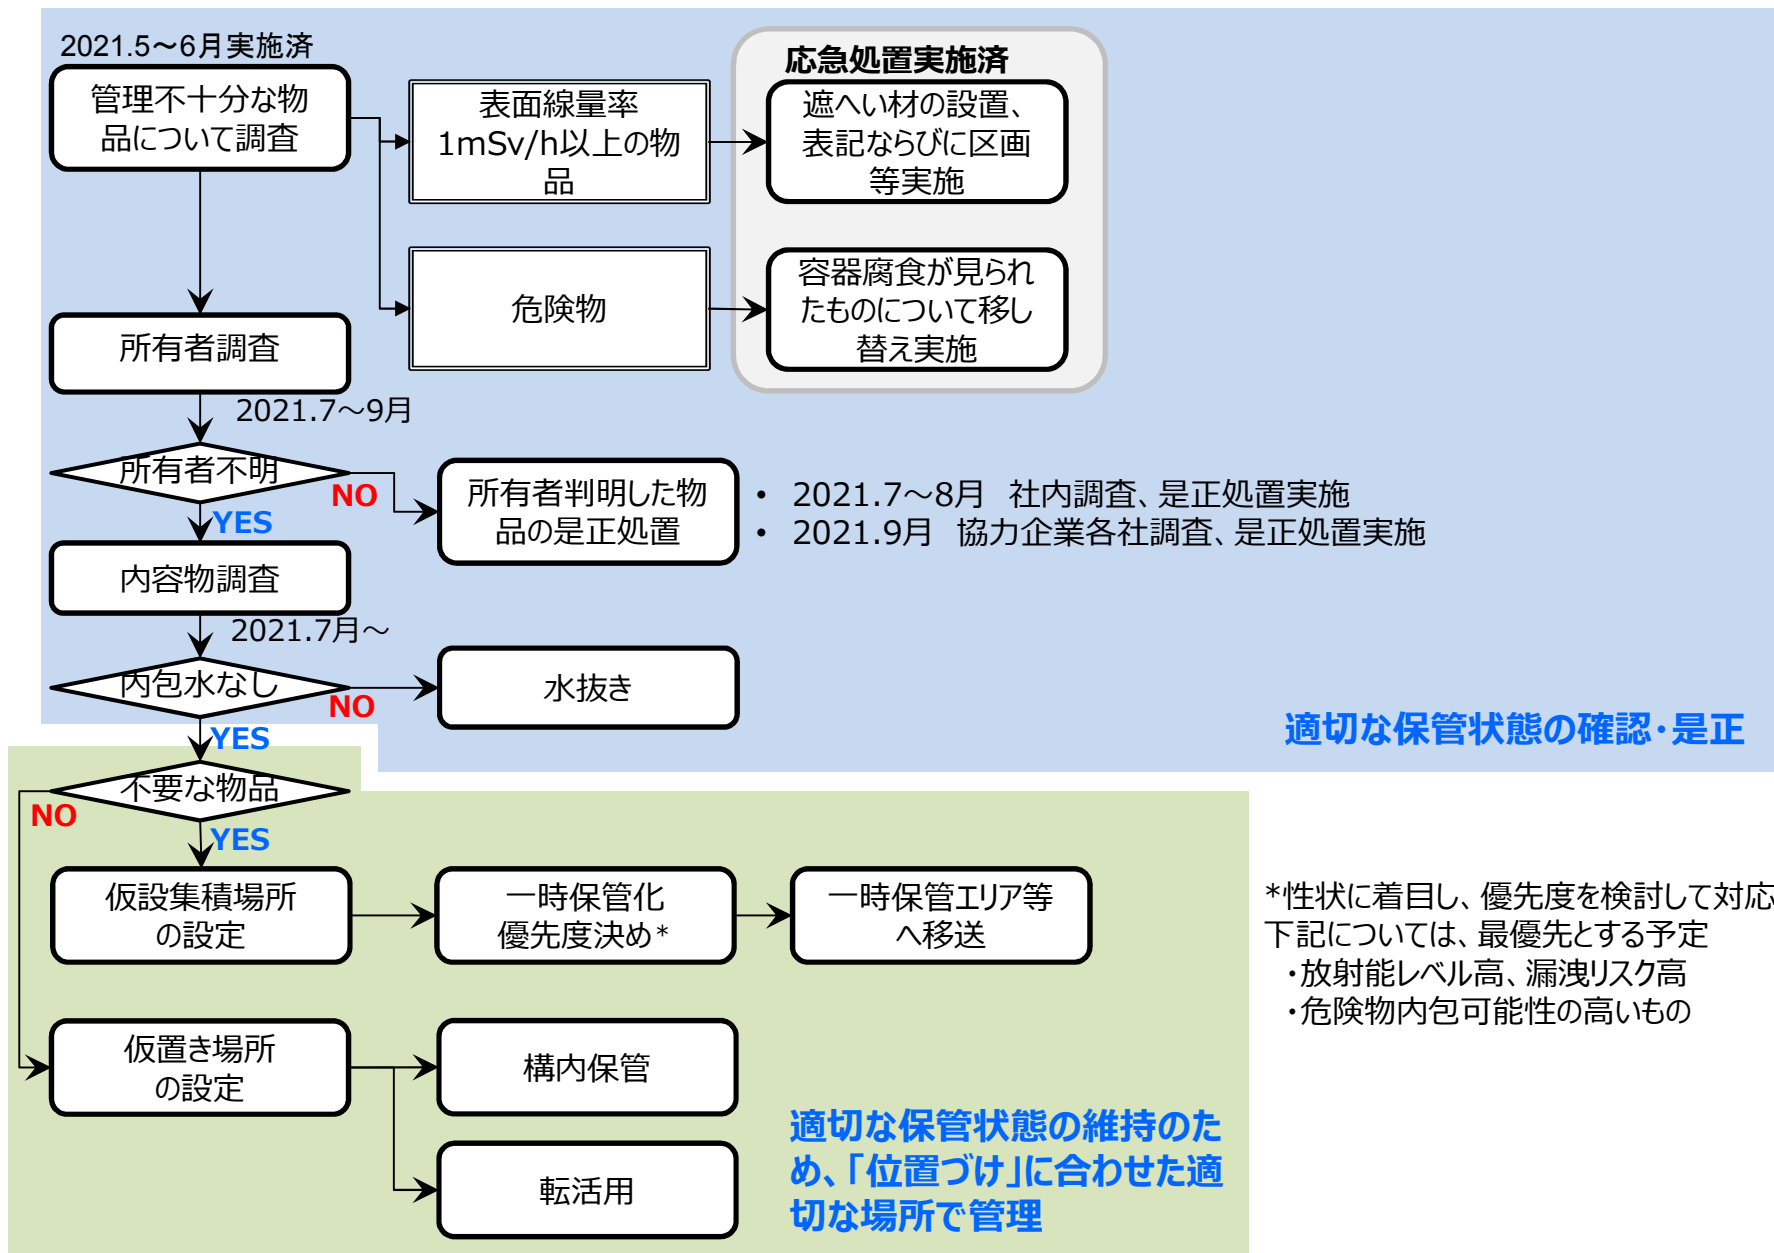 2021.5～6月実施済
管理不十分な物
品について調査
表面線量率
1mSv/h以上の物
品
応急処置実施済
遮へい材の設置、
表記ならびに区画
等実施
危険物
容器腐食が見られ
たものについて移し
替え実施
所有者調査
2021.7～9月
所有者不明
NO
YES
所有者判明した物
品の是正処置
• 2021.7～8月　社内調査、是正処置実施
• 2021.9月　協力企業各社調査、是正処置実施
内容物調査
2021.7月～
内包水なし
NO
YES
水抜き
適切な保管状態の確認・是正
不要な物品
NO
YES
仮設集積場所
の設定
一時保管化
優先度決め*
一時保管エリア等
へ移送
*性状に着目し、優先度を検討して対応
下記については、最優先とする予定
・放射能レベル高、漏洩リスク高
・危険物内包可能性の高いもの
仮置き場所
の設定
構内保管
転活用
適切な保管状態の維持のた
め、「位置づけ」に合わせた適
切な場所で管理